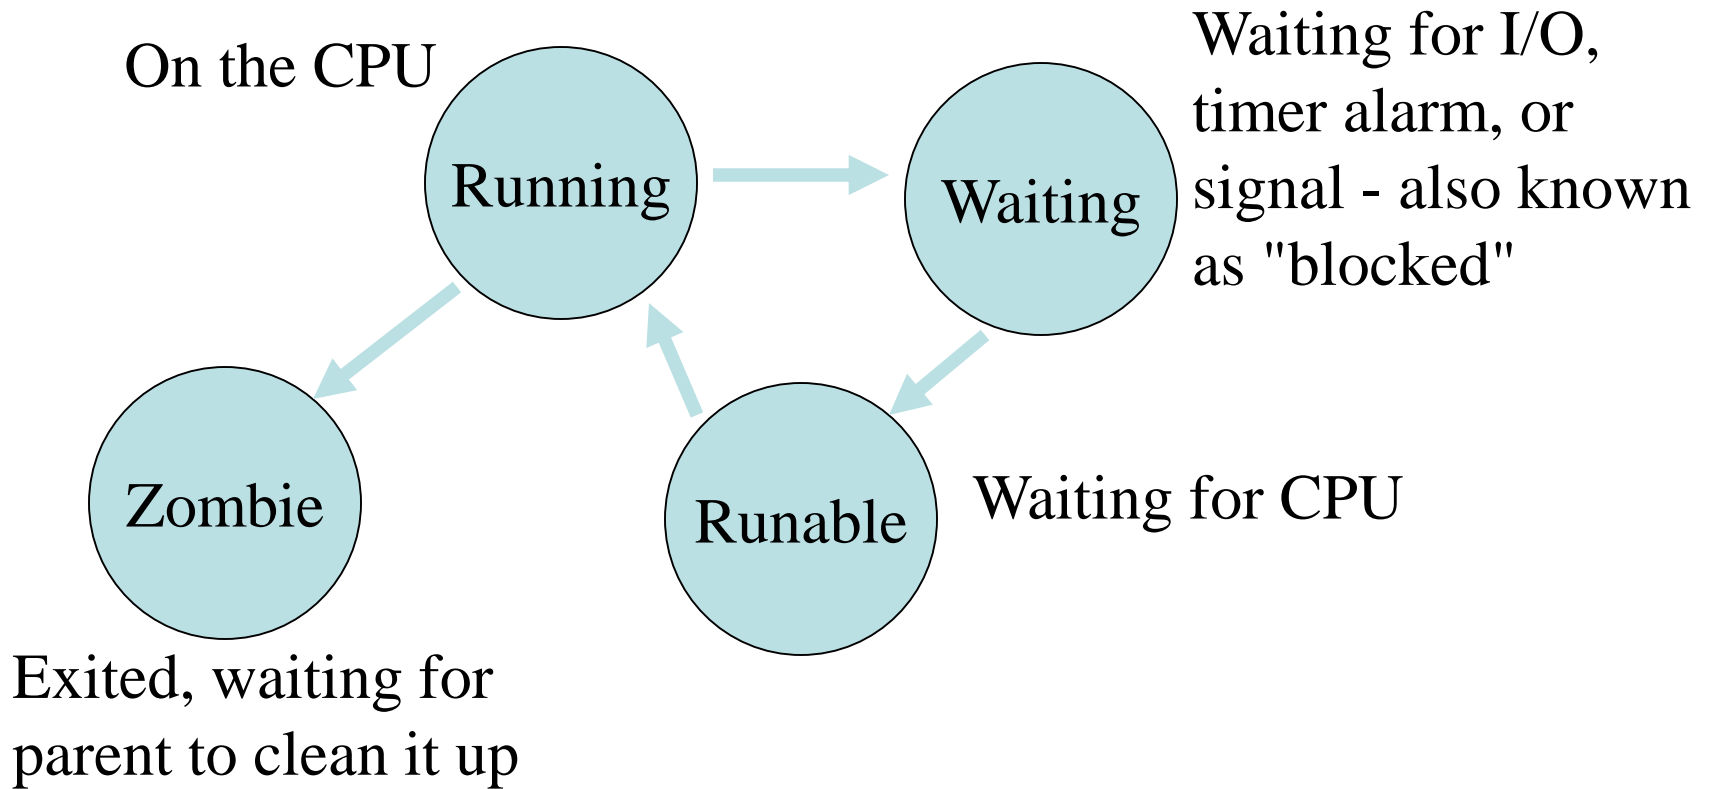 On the CPU
Running
Waiting
Waiting for I/O,
timer alarm, or
signal - also known
as "blocked"
Zombie
Runable
Waiting for CPU
Exited, waiting for
parent to clean it up